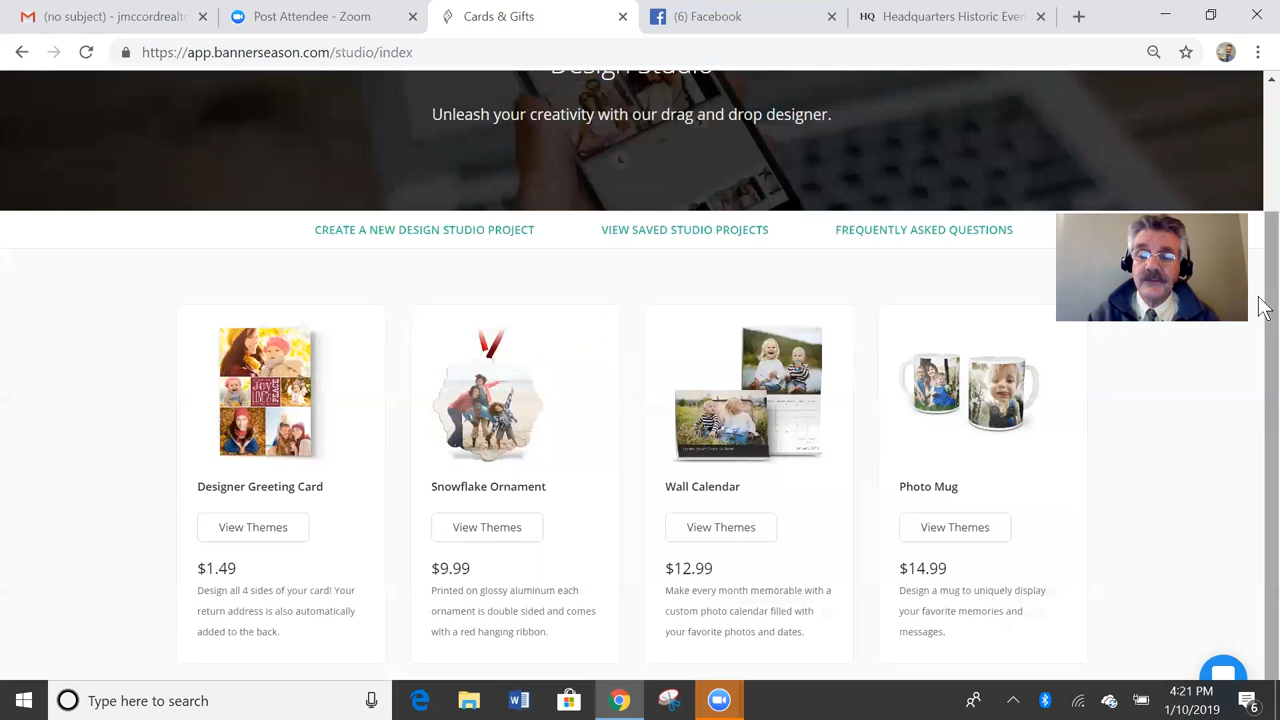 (no subject) - jmccordrealt
Post Attendee - Zoom
Cards & Gifts
(6) Facebook
HQ Headquarters Historic Even
https://app.bannerseason.com/studio/index
Design Studio
Unleash your creativity with our drag and drop designer.
CREATE A NEW DESIGN STUDIO PROJECT
VIEW SAVED STUDIO PROJECTS
FREQUENTLY ASKED QUESTIONS
Designer Greeting Card
Snowflake Ornament
Wall Calendar
Photo Mug
View Themes
View Themes
View Themes
View Themes
$1.49
$9.99
$12.99
$14.99
Design all 4 sides of your card! Your
return address is also automatically
added to the back.
Printed on glossy aluminum each
ornament is double sided and comes
with a red hanging ribbon.
Make every month memorable with a
custom photo calendar filled with
your favorite photos and dates.
Design a mug to uniquely display
your favorite memories and
messages.
Type here to search
4:21 PM
1/10/2019
6